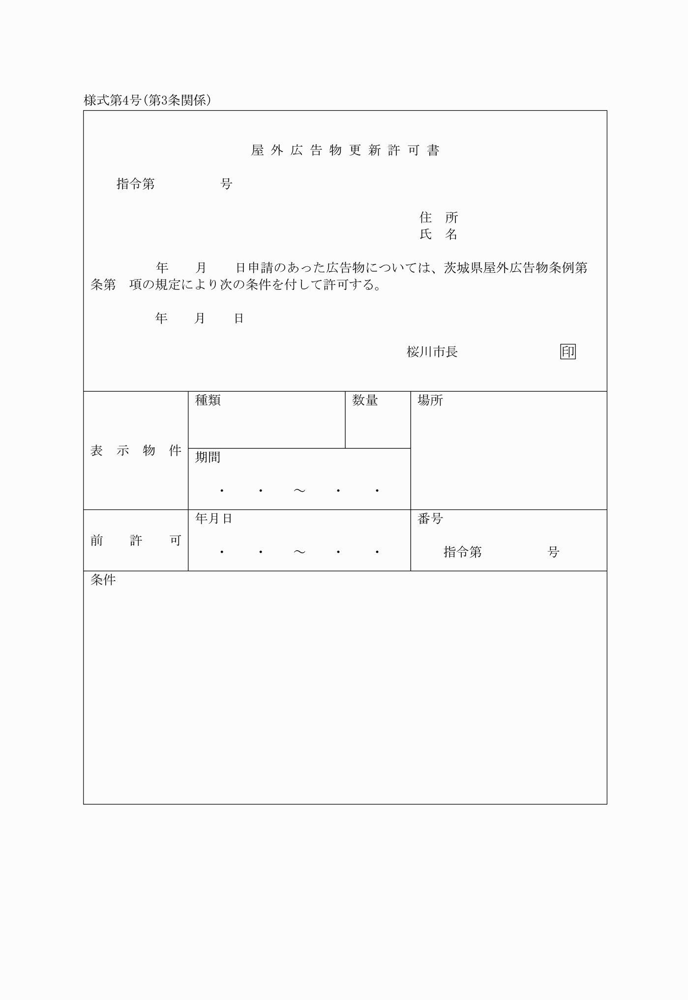 様式第4号(第3条関係)
屋外広告物更新許可書
指令第　　　　　号
住　所
氏　名
年　　月　　日申請のあった広告物については、茨城県屋外広告物条例第
条第　項の規定により次の条件を付して許可する。
年　　月　　日
桜川市長　　　　　　　　印
種類
数量
場所
表　示　物　件
期間
・　　・　　～　　・　　・
年月日
番号
前　　許　　可
・　　・　　～　　・　　・
指令第　　　　　号
条件